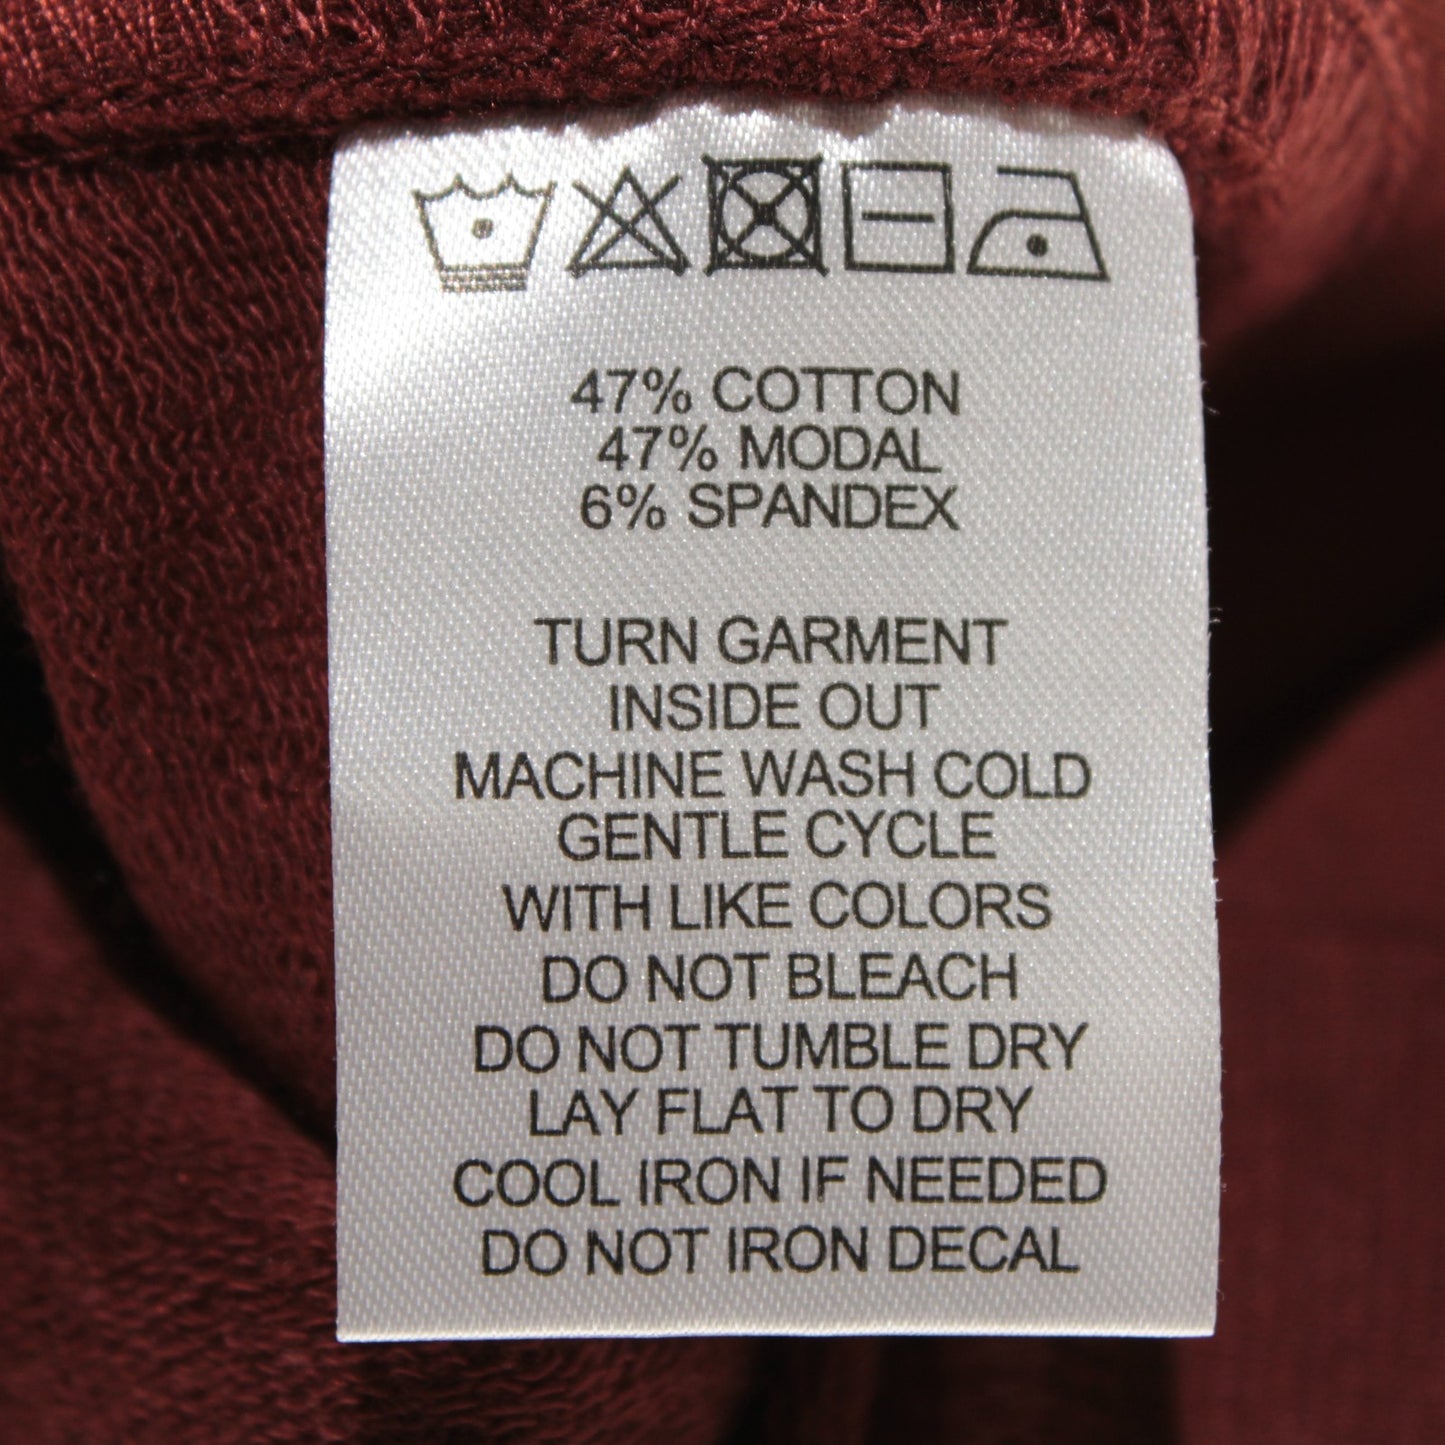 47% COTTON
47% MODAL
6% SPANDEX
TURN GARMENT
INSIDE OUT
MACHINE WASH COLD
GENTLE CYCLE
WITH LIKE COLORS
DO NOT BLEACH
DO NOT TUMBLE DRY
LAY FLAT TO DRY
COOL IRON IF NEEDED
DO NOT IRON DECAL